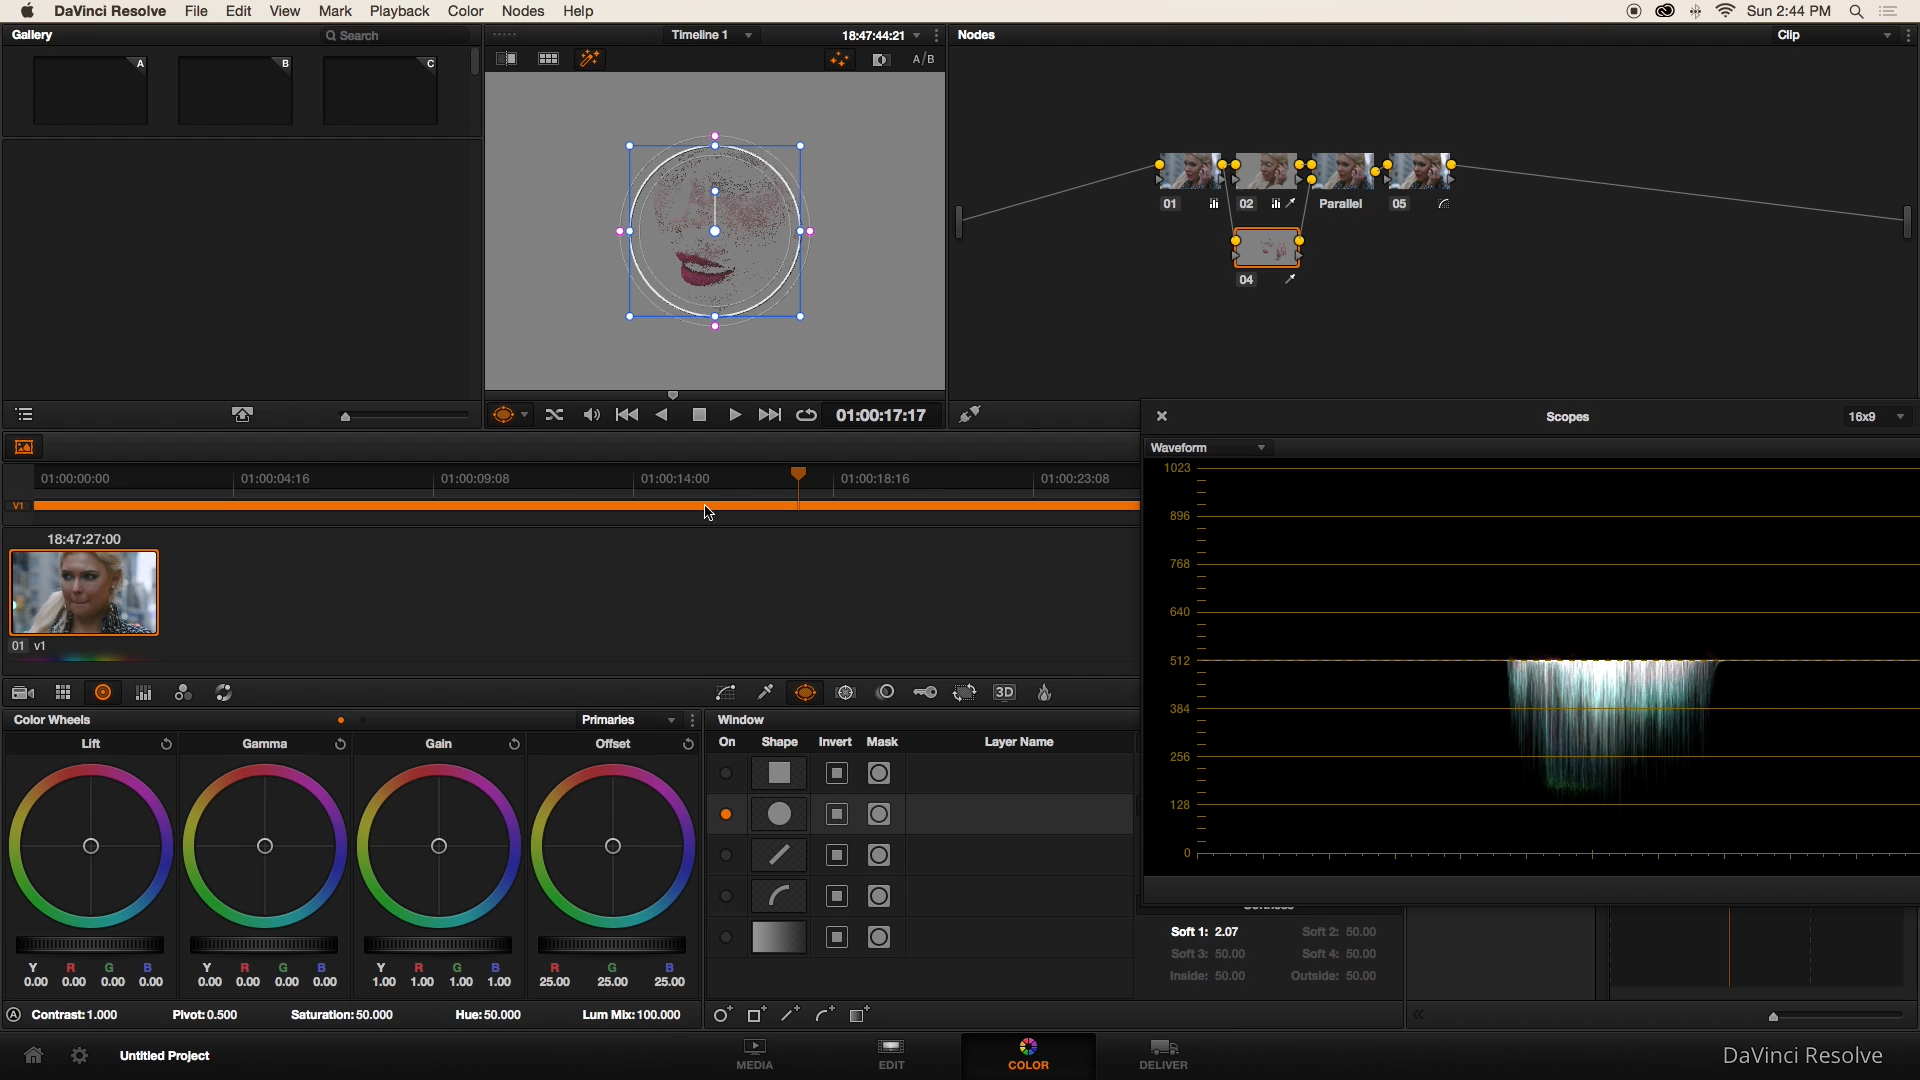 DaVinci Resolve File Edit View Mark Playback Color Nodes Help Sun 2:44 PM
Gallery Search Timeline 1 18:47:44:21 Nodes Clip
A B C
A/B
01 02 Parallel 05
04
01:00:17:17
Scopes 16x9
Waveform
1023
896
768
640
512
384
256
128
0
01:00:00:00 01:00:04:16 01:00:09:08 01:00:14:00 01:00:18:16 01:00:23:08
V1
18:47:27:00
01 v1
3D
Color Wheels Primaries Window
Lift Gamma Gain Offset
On Shape Invert Mask Layer Name
Y R G B Y R G B Y R G B R G B
0.00 0.00 0.00 0.00 0.00 0.00 0.00 0.00 1.00 1.00 1.00 1.00 25.00 25.00 25.00
Soft 1: 2.07 Soft 2: 50.00
Soft 3: 50.00 Soft 4: 50.00
Inside: 50.00 Outside: 50.00
A Contrast:1.000 Pivot:0.500 Saturation:50.000 Hue:50.000 Lum Mix:100.000
Untitled Project MEDIA EDIT COLOR DELIVER DaVinci Resolve